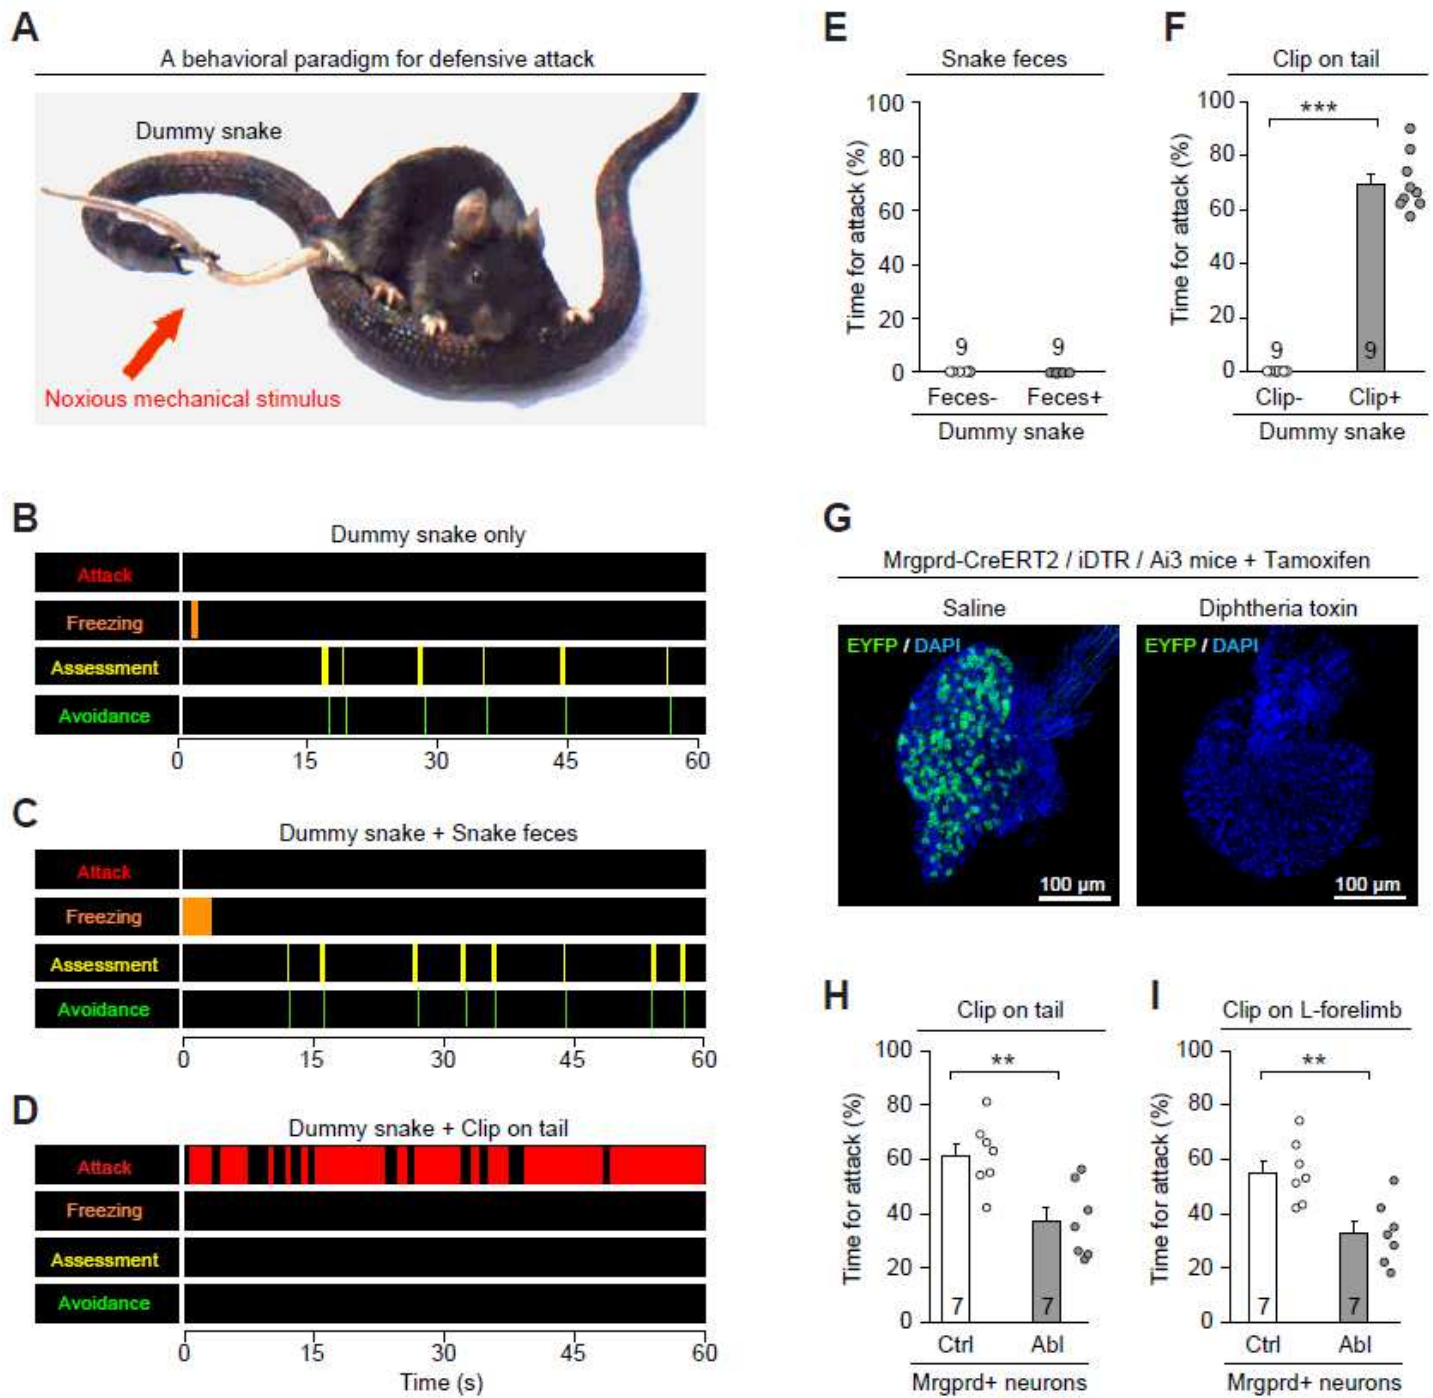 A
A behavioral paradigm for defensive attack
Dummy snake
Noxious mechanical stimulus
B
Dummy snake only
Attack
Freezing
Assessment
Avoidance
0 15 30 45 60
C
Dummy snake + Snake feces
Attack
Freezing
Assessment
Avoidance
0 15 30 45 60
D
Dummy snake + Clip on tail
Attack
Freezing
Assessment
Avoidance
0 15 30 45 60
Time (s)
E
Snake feces
Time for attack (%)
100
80
60
40
20
0
9 9
Feces- Feces+
Dummy snake
F
Clip on tail
Time for attack (%)
100
80
60
40
20
0
***
9 9
Clip- Clip+
Dummy snake
G
Mrgprd-CreERT2 / iDTR / Ai3 mice + Tamoxifen
Saline
EYFP / DAPI
100 µm
Diphtheria toxin
EYFP / DAPI
100 µm
H
Clip on tail
Time for attack (%)
100
80
60
40
20
0
**
7 7
Ctrl Abl
Mrgprd+ neurons
I
Clip on L-forelimb
Time for attack (%)
100
80
60
40
20
0
**
7 7
Ctrl Abl
Mrgprd+ neurons